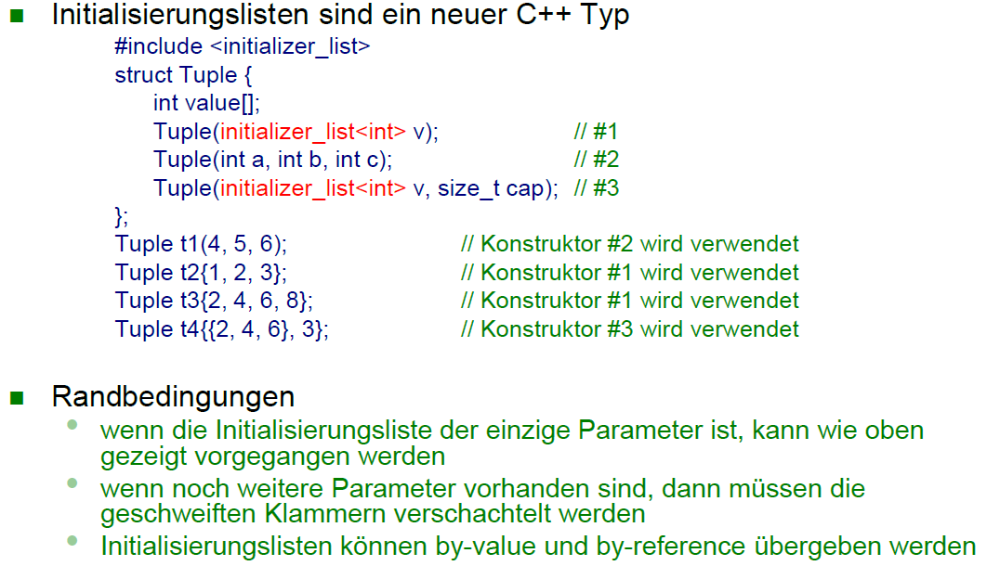 Initialisierungslisten sind ein neuer C++ Typ
#include <initializer_list>
struct Tuple {
int value[];
Tuple(initializer_list<int> v); // #1
Tuple(int a, int b, int c); // #2
Tuple(initializer_list<int> v, size_t cap); // #3
};
Tuple t1(4, 5, 6); // Konstruktor #2 wird verwendet
Tuple t2{1, 2, 3}; // Konstruktor #1 wird verwendet
Tuple t3{2, 4, 6, 8}; // Konstruktor #1 wird verwendet
Tuple t4{{2, 4, 6}, 3}; // Konstruktor #3 wird verwendet
Randbedingungen
wenn die Initialisierungsliste der einzige Parameter ist, kann wie oben
gezeigt vorgegangen werden
wenn noch weitere Parameter vorhanden sind, dann müssen die
geschweiften Klammern verschachtelt werden
Initialisierungslisten können by-value und by-reference übergeben werden